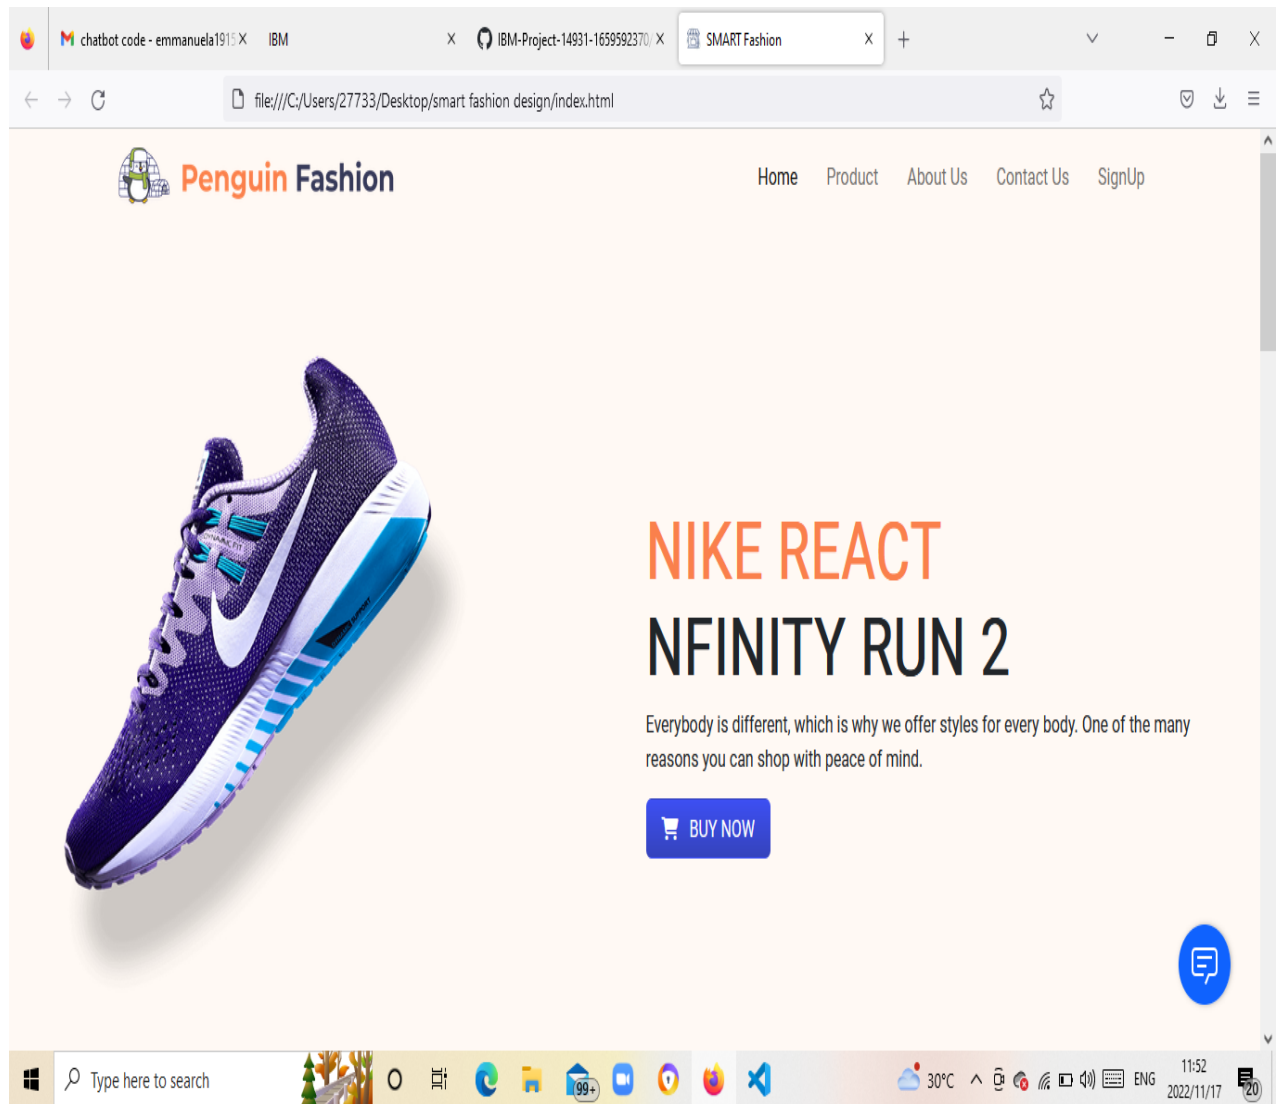 chatbot code - emmanuela1915
IBM
IBM-Project-14931-1659592370/
SMART Fashion
file:///C:/Users/27733/Desktop/smart fashion design/index.html
Penguin Fashion
Home
Product
About Us
Contact Us
SignUp
NIKE REACT
NFINITY RUN 2
Everybody is different, which is why we offer styles for every body. One of the many
reasons you can shop with peace of mind.
BUY NOW
Type here to search
99+
30°C
ENG
11:52
2022/11/17
20